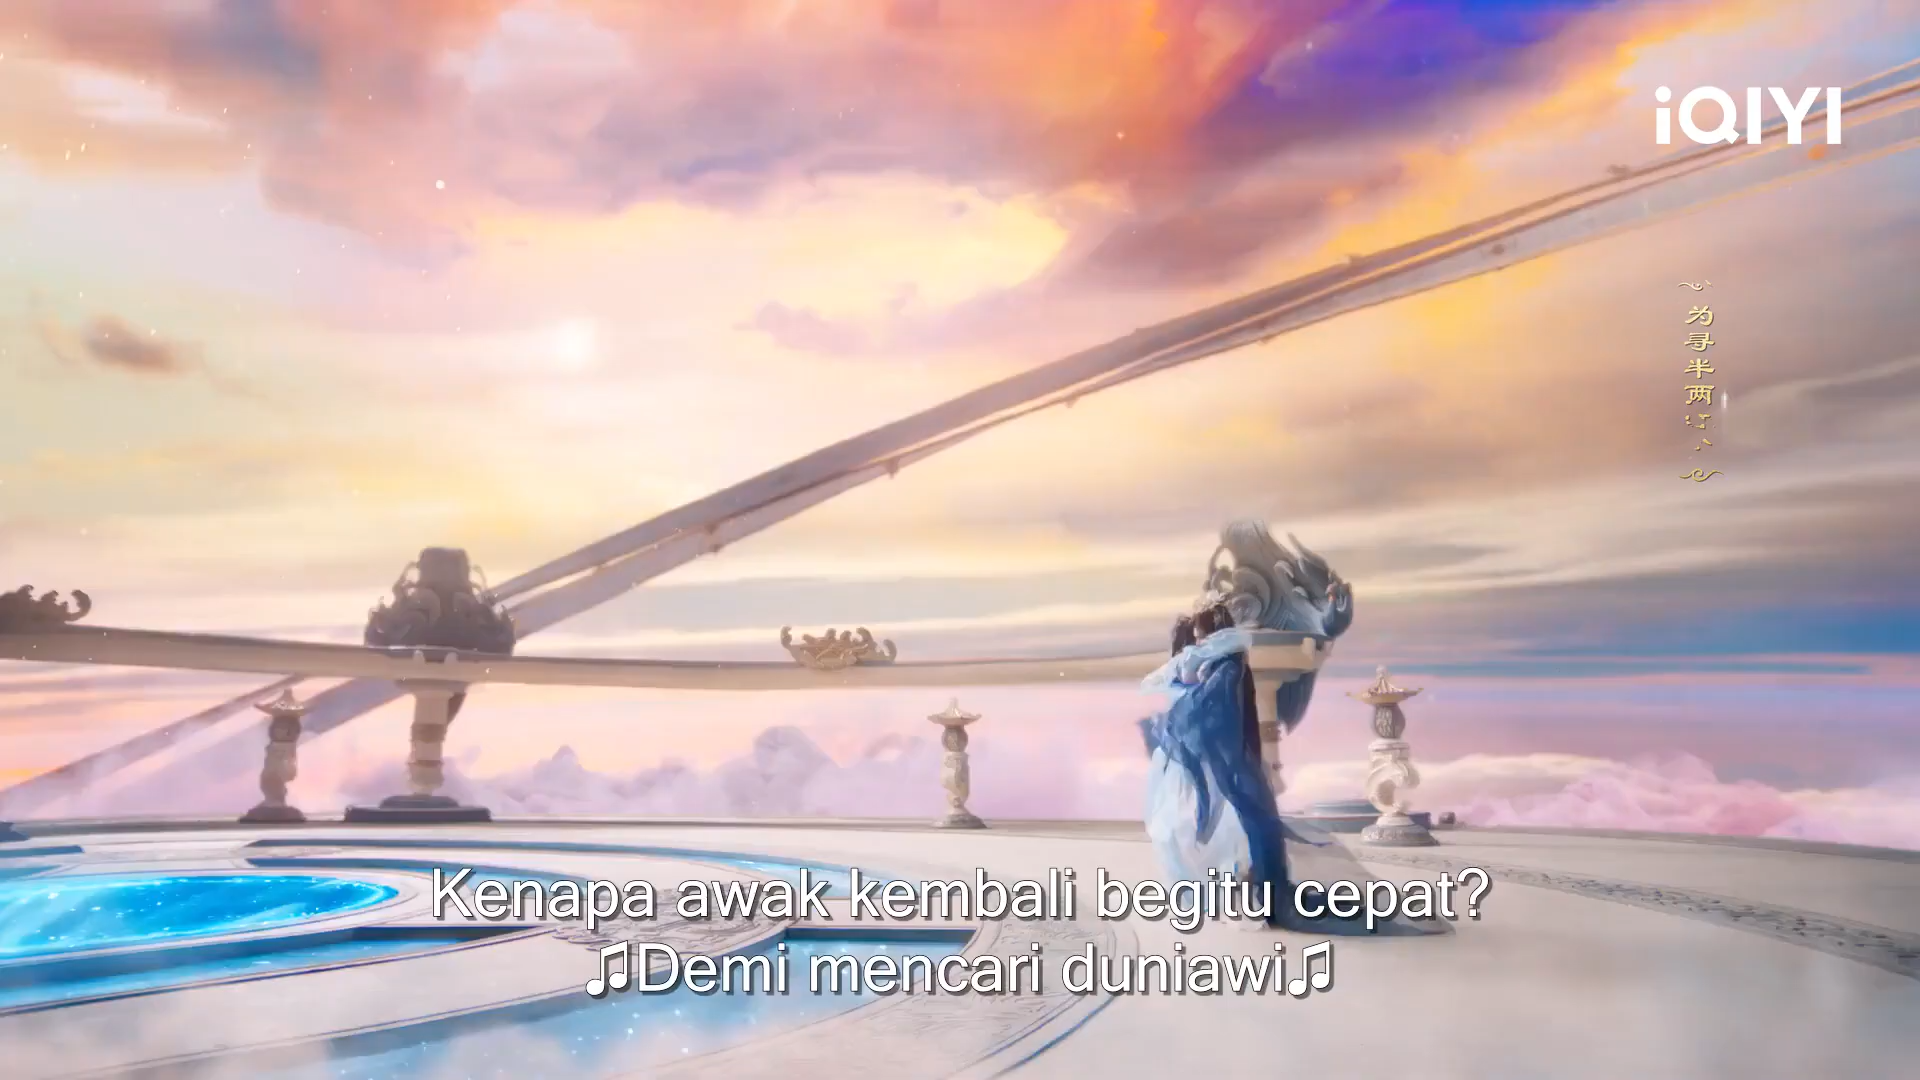 iQIYI
为寻半两
Kenapa awak kembali begitu cepat?
♫Demi mencari duniawi♫